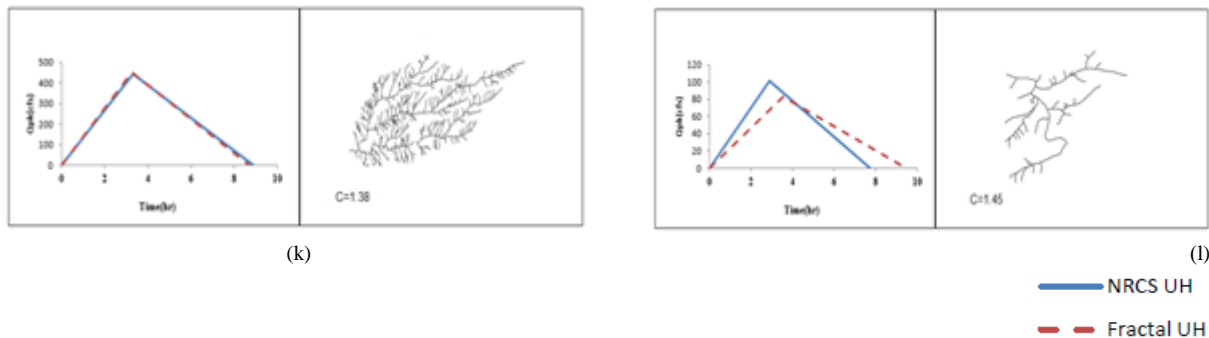 500
400
300
200
100
0
0 2 4 6 8 10
Time(hr)
Qpk(cfs)
C=1.38
(k)
120
100
80
60
40
20
0
0 2 4 6 8 10
Time(hr)
Qpk(cfs)
C=1.45
(l)
NRCS UH
Fractal UH